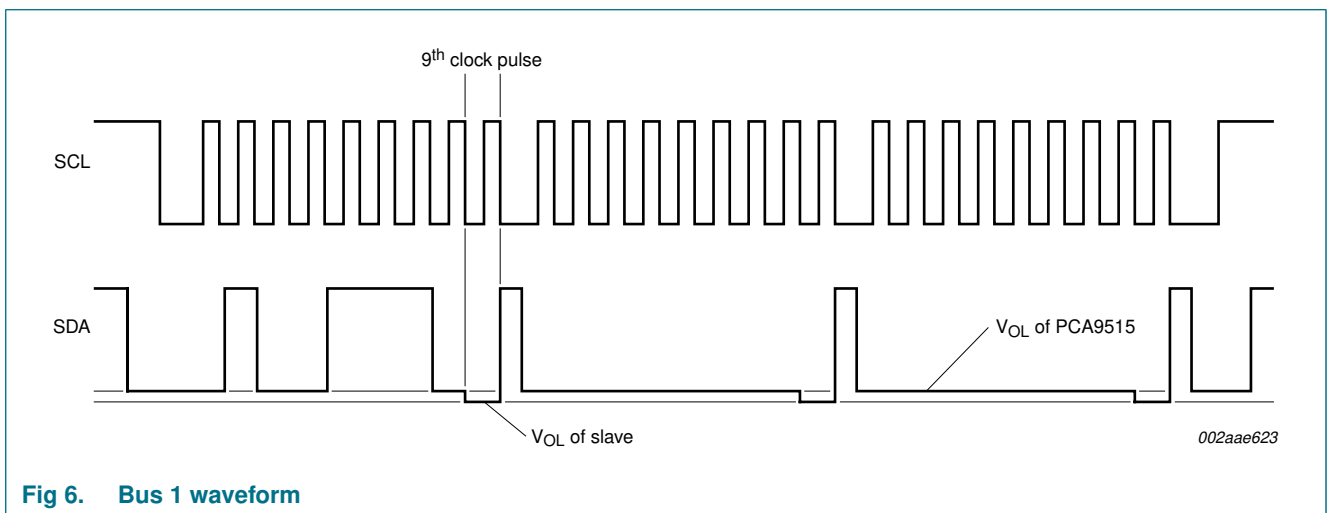 9th clock pulse
SCL
SDA
VOL of PCA9515
VOL of slave
002aae623
Fig 6. Bus 1 waveform